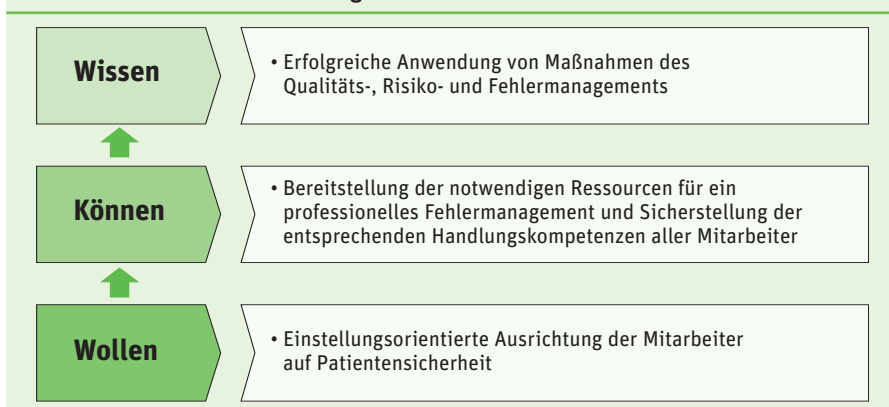 Wissen
• Erfolgreiche Anwendung von Maßnahmen des
Qualitäts-, Risiko- und Fehlermanagements
Können
• Bereitstellung der notwendigen Ressourcen für ein
professionelles Fehlermanagement und Sicherstellung der
entsprechenden Handlungskompetenzen aller Mitarbeiter
Wollen
• Einstellungsorientierte Ausrichtung der Mitarbeiter
auf Patientensicherheit